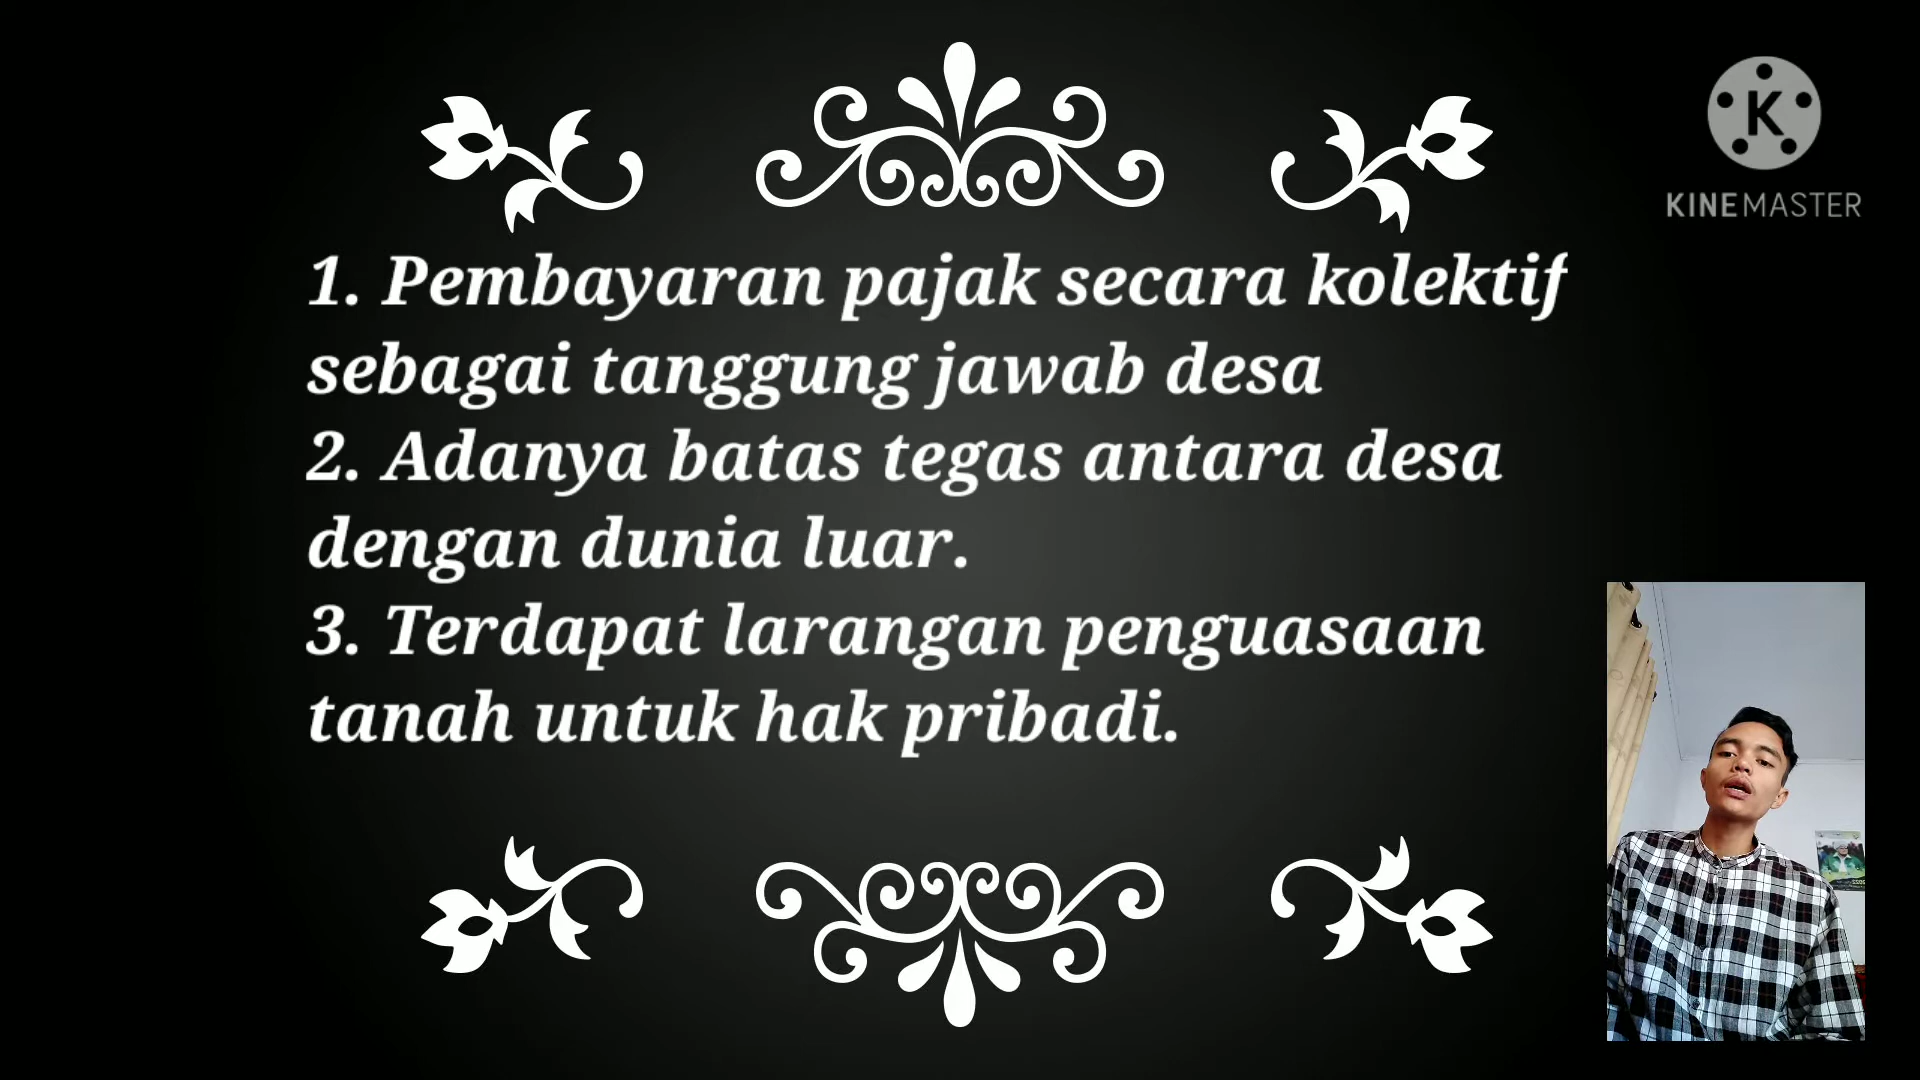 K
KINEMASTER
1. Pembayaran pajak secara kolektif
sebagai tanggung jawab desa
2. Adanya batas tegas antara desa
dengan dunia luar.
3. Terdapat larangan penguasaan
tanah untuk hak pribadi.